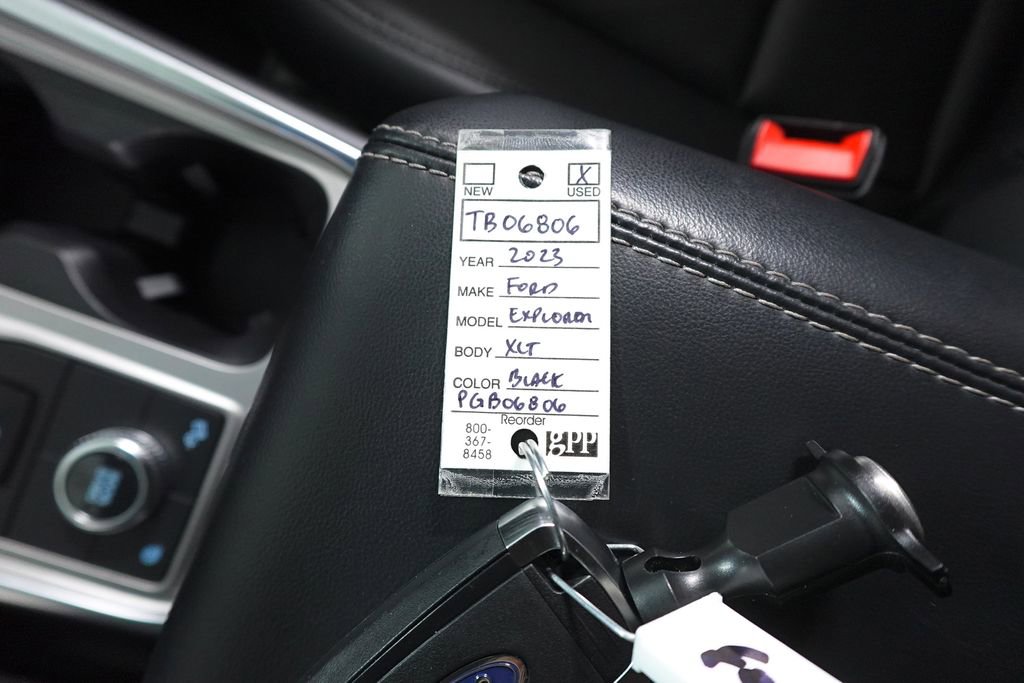 X
NEW USED
TB06806
YEAR 2023
MAKE FORD
MODEL EXPLORER
BODY XLT
COLOR BLACK
PGB06806
Reorder
800-
367-
8458
gpp